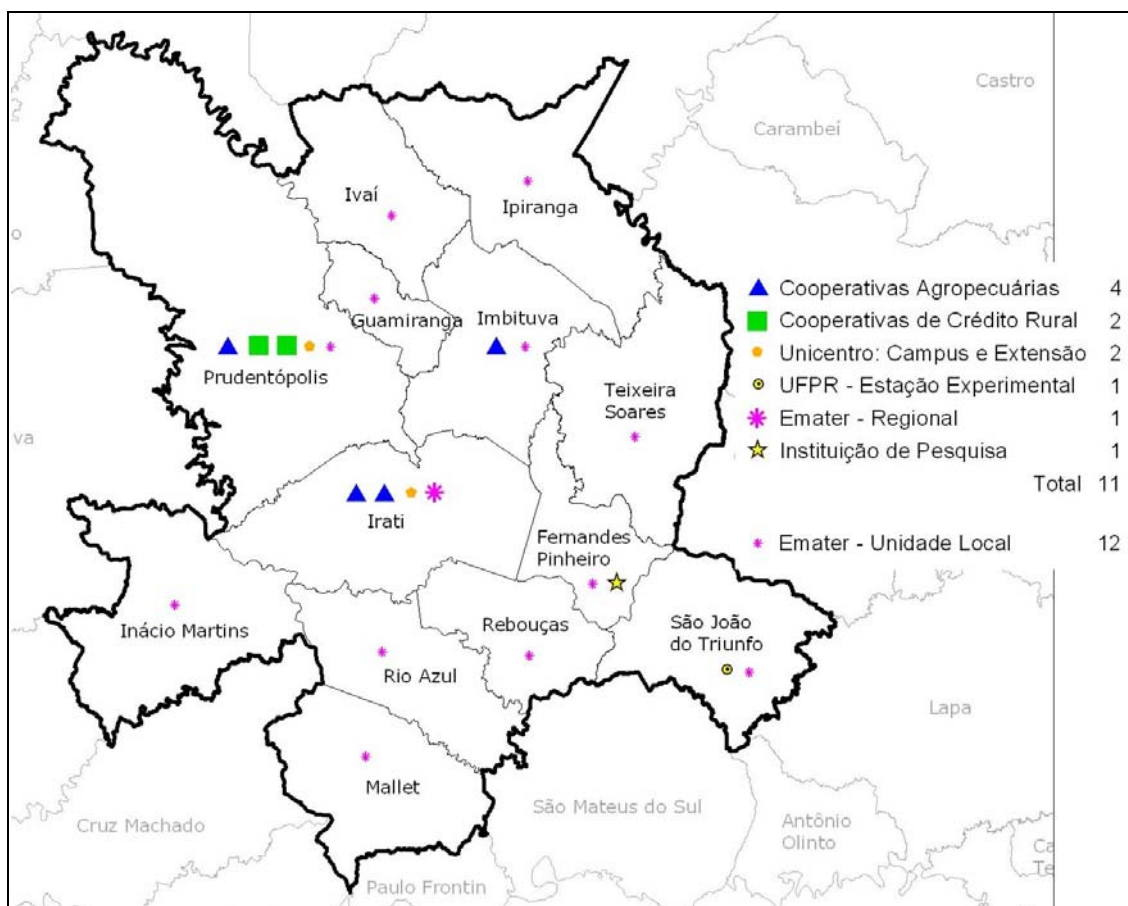 Castro
Carambeí
Ivaí
Ipiranga
o
Cooperativas Agropecuárias 4
Guamiranga
Imbituva
Cooperativas de Crédito Rural 2
Unicentro: Campus e Extensão 2
Prudentópolis
UFPR - Estação Experimental 1
Teixeira
Soares
Emater - Regional 1
va
Instituição de Pesquisa 1
Total 11
Irati
Fernandes
Pinheiro
Emater - Unidade Local 12
Inácio Martins
Rebouças
São João
do Triunfo
Rio Azul
Lapa
Mallet
São Mateus do Sul
Cruz Machado
Antônio
Olinto
Ca
Te
Paulo Frontin